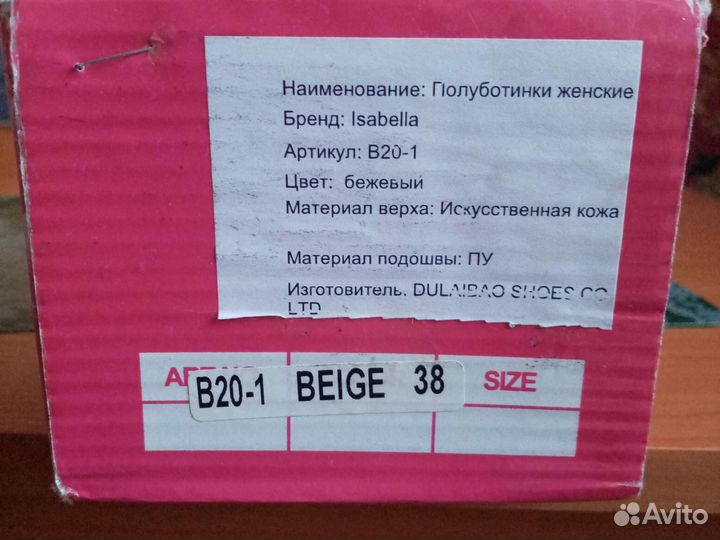 Наименование: Полуботинки женские
Бренд: Isabella
Артикул: B20-1
Цвет: бежевый
Материал верха: Искусственная кожа
Материал подошвы: ПУ
Изготовитель: DULAIBAO SHOES CO
LTD
SIZE
B20-1 BEIGE 38
Avito